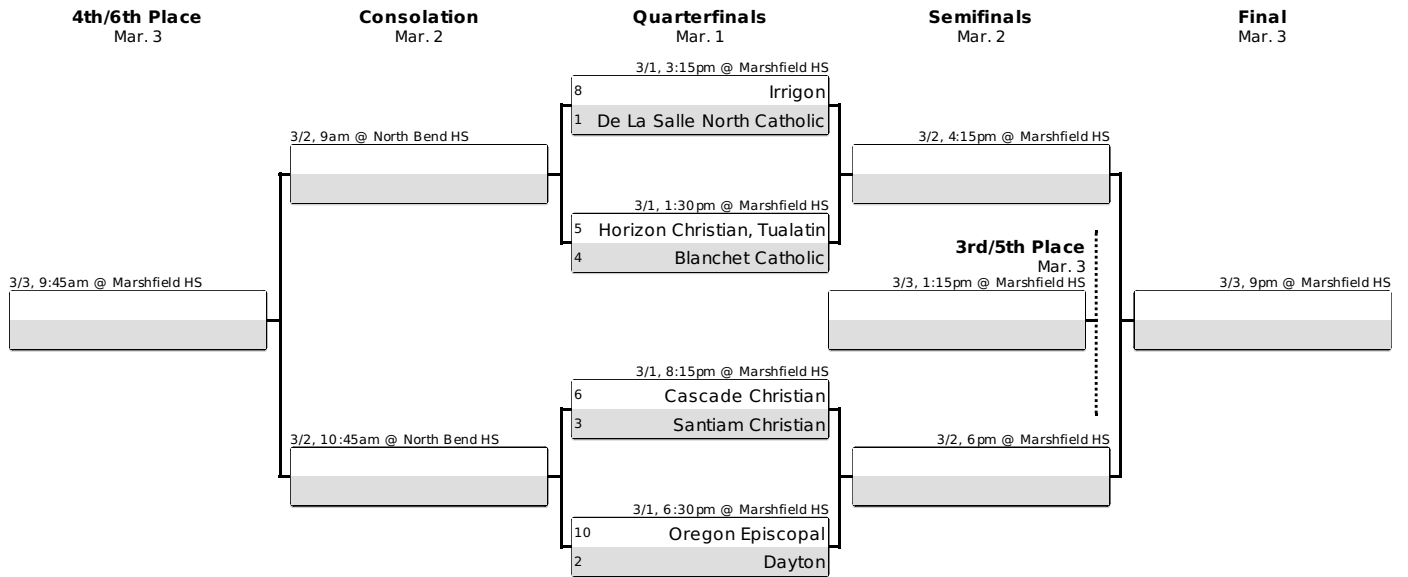 4th/6th Place
Mar. 3
Consolation
Mar. 2
Quarterfinals
Mar. 1
Semifinals
Mar. 2
Final
Mar. 3
3/3, 9:45am @ Marshfield HS
3/2, 9am @ North Bend HS
3/2, 10:45am @ North Bend HS
3/1, 3:15pm @ Marshfield HS
8 Irrigon
1 De La Salle North Catholic
3/1, 1:30pm @ Marshfield HS
5 Horizon Christian, Tualatin
4 Blanchet Catholic
3/1, 8:15pm @ Marshfield HS
6 Cascade Christian
3 Santiam Christian
3/1, 6:30pm @ Marshfield HS
10 Oregon Episcopal
2 Dayton
3/2, 4:15pm @ Marshfield HS
3rd/5th Place
Mar. 3
3/3, 1:15pm @ Marshfield HS
3/2, 6pm @ Marshfield HS
3/3, 9pm @ Marshfield HS